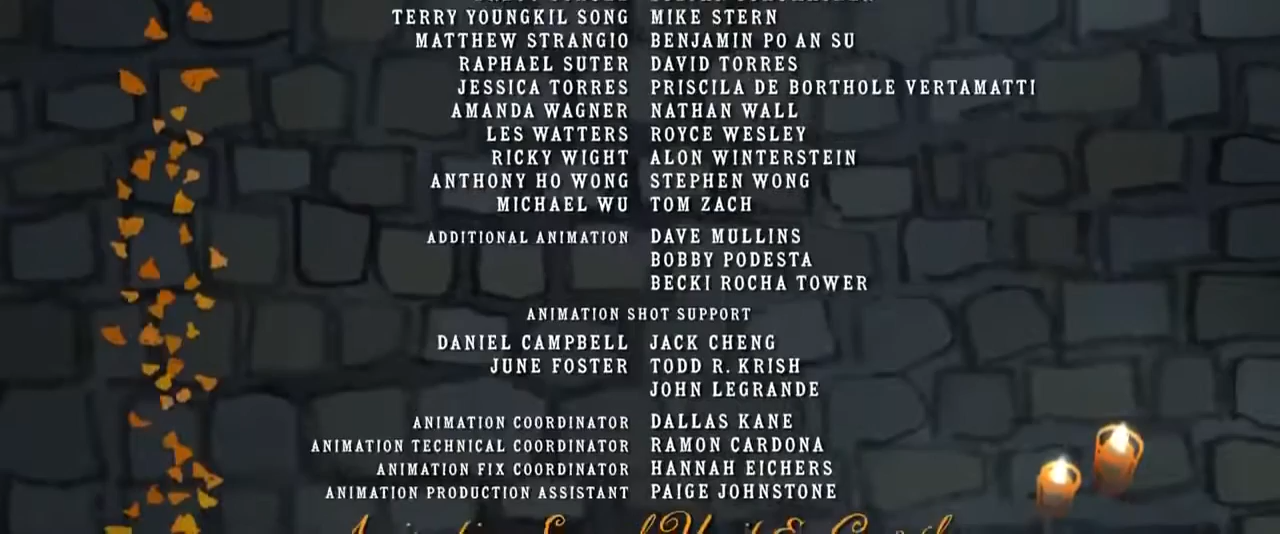 TERRY YOUNGKIL SONG MIKE STERN
MATTHEW STRANGIO BENJAMIN PO AN SU
RAPHAEL SUTER DAVID TORRES
JESSICA TORRES PRISCILA DE BORTHOLE VERTAMATTI
AMANDA WAGNER NATHAN WALL
LES WATTERS ROYCE WESLEY
RICKY WIGHT ALON WINTERSTEIN
ANTHONY HO WONG STEPHEN WONG
MICHAEL WU TOM ZACH
ADDITIONAL ANIMATION DAVE MULLINS
BOBBY PODESTA
BECKI ROCHA TOWER
ANIMATION SHOT SUPPORT
DANIEL CAMPBELL JACK CHENG
JUNE FOSTER TODD R. KRISH
JOHN LEGRANDE
ANIMATION COORDINATOR DALLAS KANE
ANIMATION TECHNICAL COORDINATOR RAMON CARDONA
ANIMATION FIX COORDINATOR HANNAH EICHERS
ANIMATION PRODUCTION ASSISTANT PAIGE JOHNSTONE